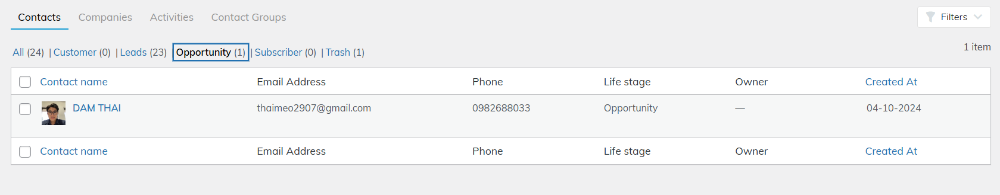 Contacts Companies Activities Contact Groups Filters
All (24) | Customer (0) | Leads (23) Opportunity (1) | Subscriber (0) | Trash (1) 1 item
Contact name Email Address Phone Life stage Owner Created At
DAM THAI thaimeo2907@gmail.com 0982688033 Opportunity — 04-10-2024
Contact name Email Address Phone Life stage Owner Created At